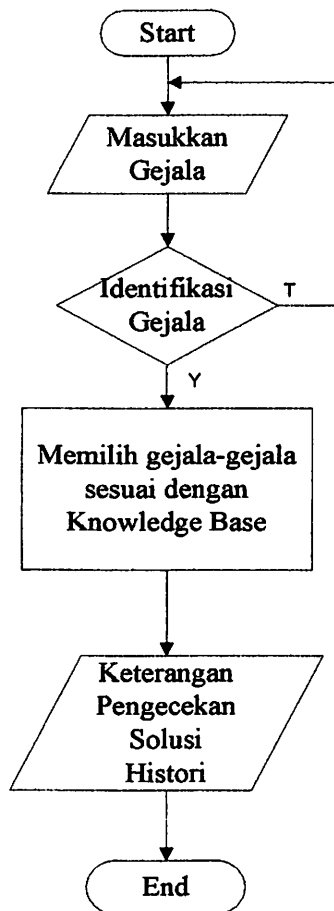 Start
Masukkan
Gejala
Identifikasi
Gejala
T
Y
Memilih gejala-gejala
sesuai dengan
Knowledge Base
Keterangan
Pengecekan
Solusi
Histori
End